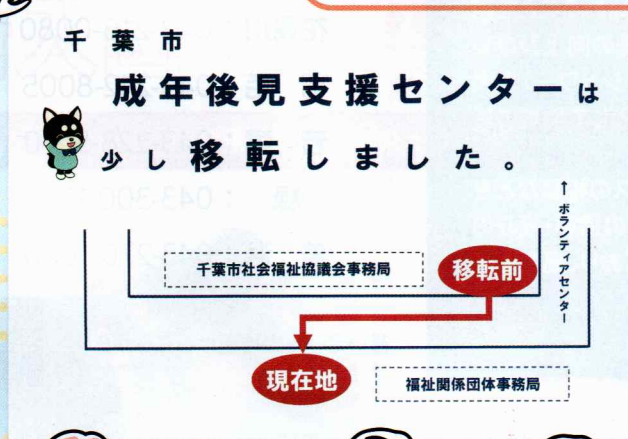 千葉市
成年後見支援センターは
少し移転しました。
↑ボランティアセンター
千葉市社会福祉協議会事務局
移転前
現在地
福祉関係団体事務局